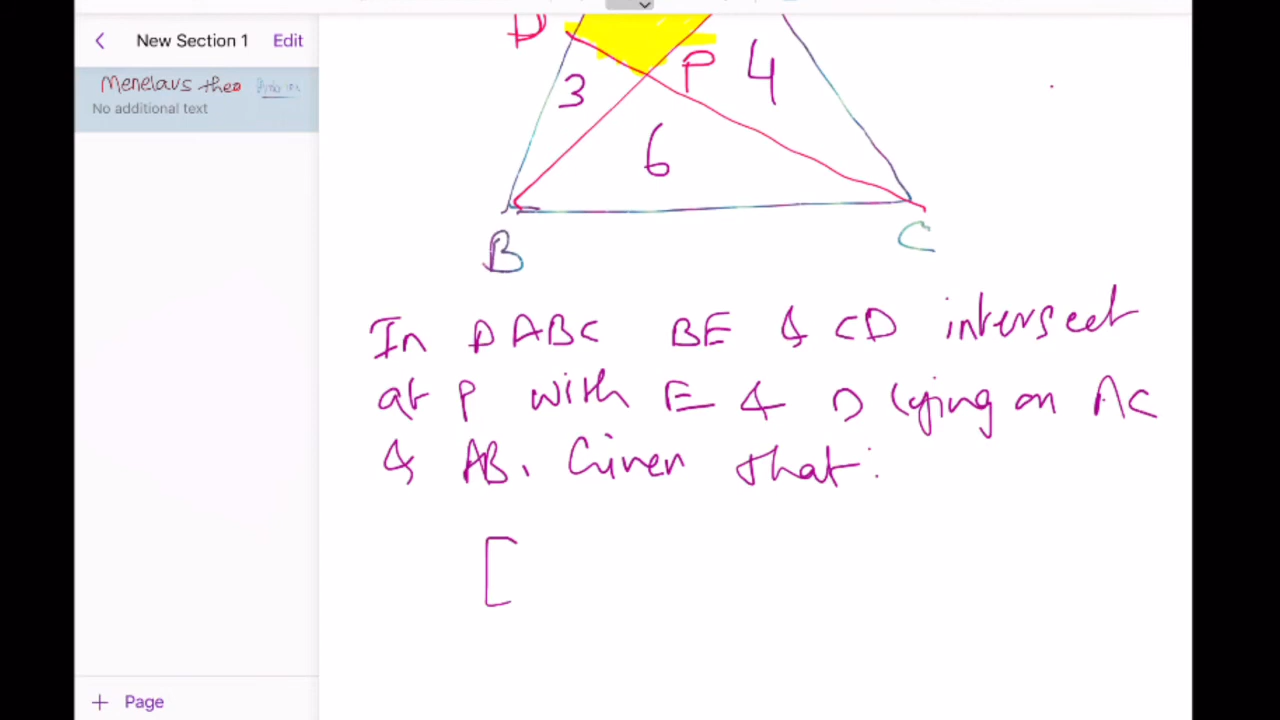 New Section 1
Edit
Menelaus theo
No additional text
D
P
3
4
6
B
C
In Δ ABC BE & CD intersect
at P with E & D lying on AC
& AB. Given that:
[
+ Page